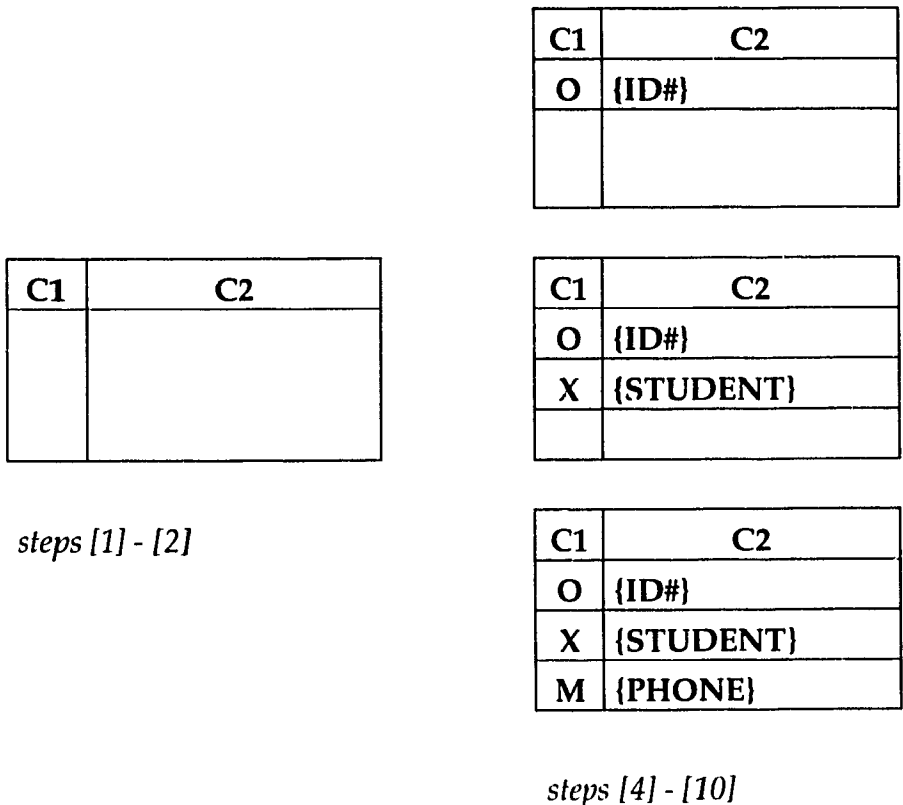 C1 C2
O {ID#}
C1 C2
C1 C2
O {ID#}
X {STUDENT}
steps [1] - [2]
C1 C2
O {ID#}
X {STUDENT}
M {PHONE}
steps [4] - [10]